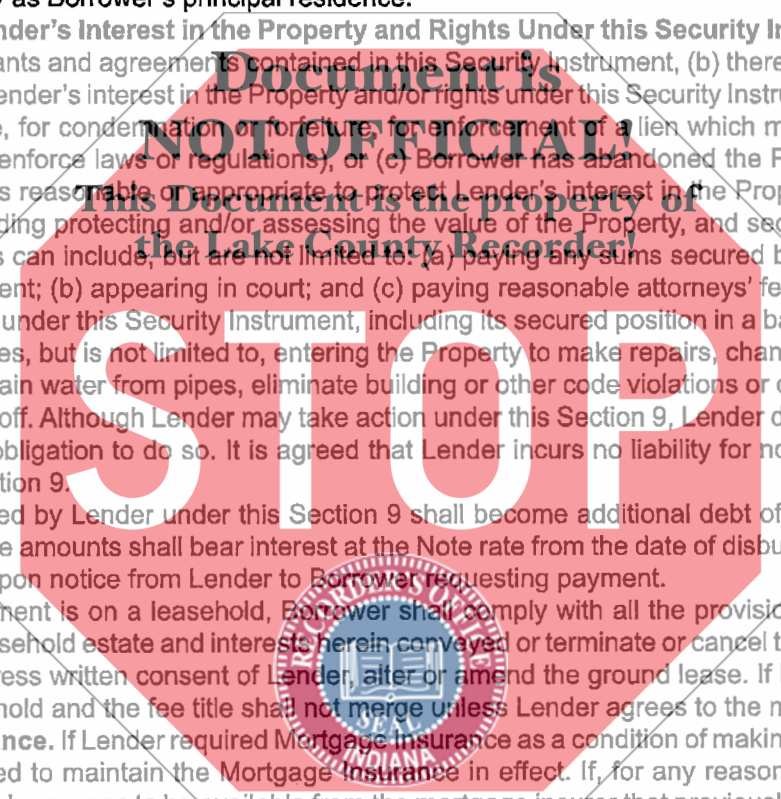 as Borrower's principal residence.
nder's Interest in the Property and Rights Under this Security In
ants and agreements contained in this Security Instrument, (b) there
Document is
ender's interest in the Property and/or rights under this Security Instru
e, for condemnation or forfeiture, for enforcement of a lien which m
NOT OFFICIAL!
enforce laws or regulations), or (c) Borrower has abandoned the P
s reasonable or appropriate to protect Lender's interest in the Prop
This Document is the property of
ding protecting and/or assessing the value of the Property, and sec
the Lake County Recorder!
s can include, but are not limited to: (a) paying any sums secured b
ent; (b) appearing in court; and (c) paying reasonable attorneys' fe
under this Security Instrument, including its secured position in a ba
es, but is not limited to, entering the Property to make repairs, chan
STOP
ain water from pipes, eliminate building or other code violations or
off. Although Lender may take action under this Section 9, Lender d
obligation to do so. It is agreed that Lender incurs no liability for no
tion 9.
ed by Lender under this Section 9 shall become additional debt of
e amounts shall bear interest at the Note rate from the date of disbu
pon notice from Lender to Borrower requesting payment.
ment is on a leasehold, Borrower shall comply with all the provisio
sehold estate and interests herein conveyed or terminate or cancel t
ress written consent of Lender, alter or amend the ground lease. If
hold and the fee title shall not merge unless Lender agrees to the m
RECORDER'S OFFICE
SEAL
INDIANA
nce. If Lender required Mortgage Insurance as a condition of makin
ed to maintain the Mortgage Insurance in effect. If, for any reason